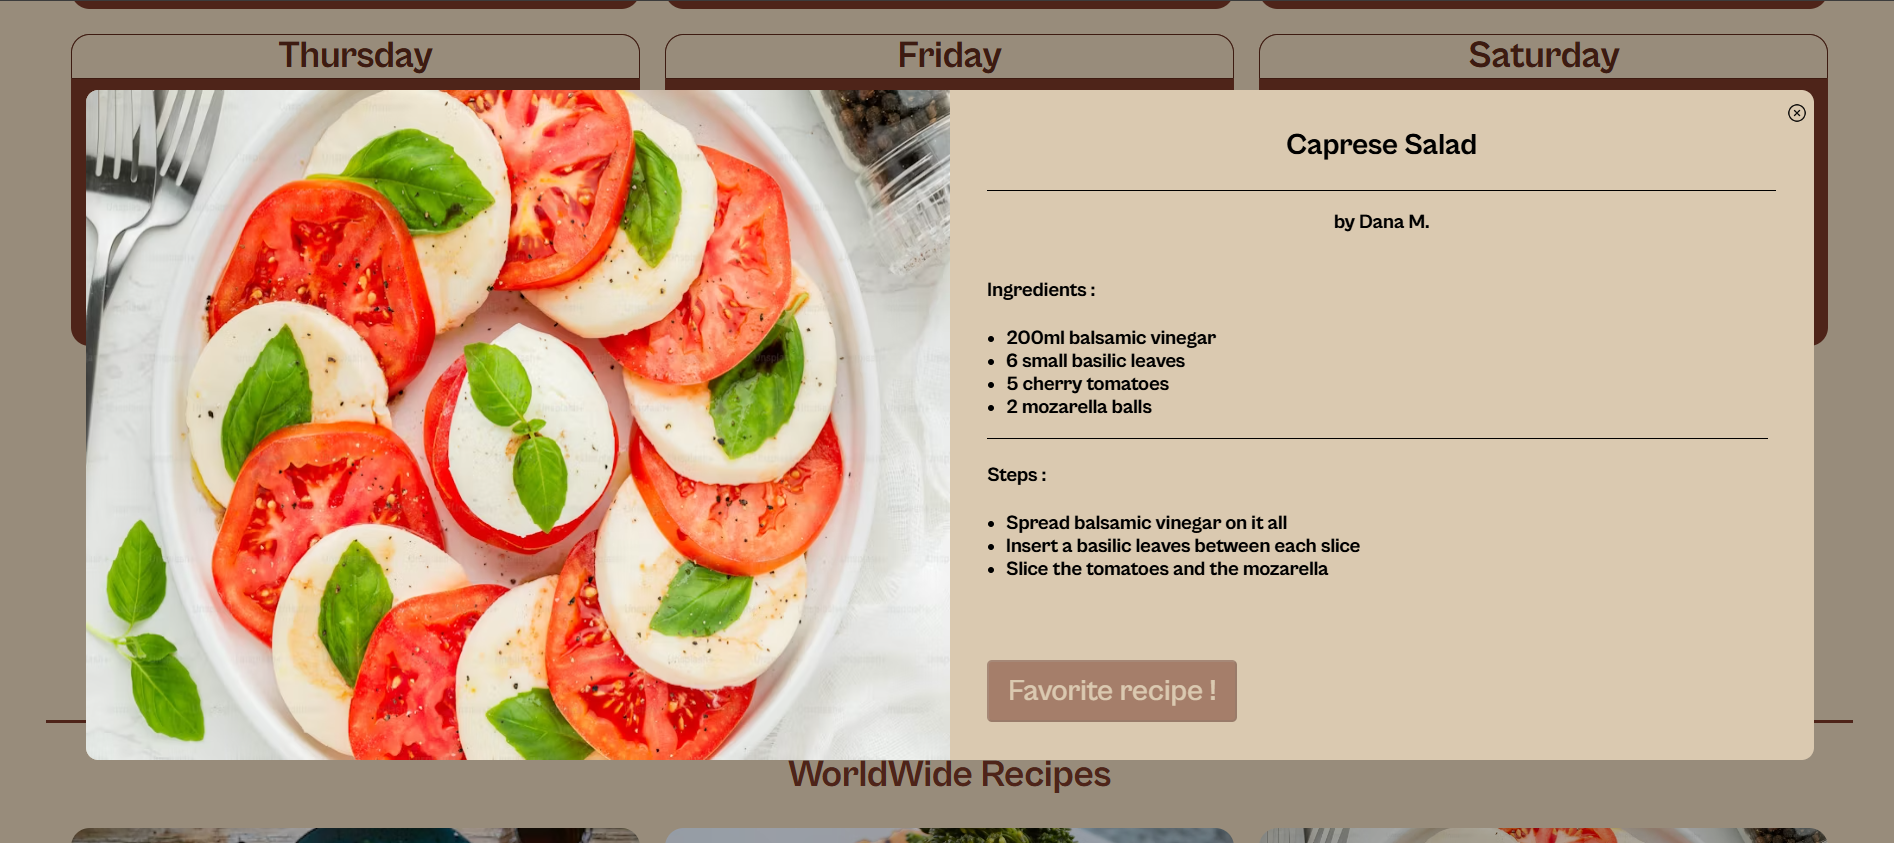 Thursday
Friday
Saturday
Caprese Salad
by Dana M.
Ingredients :
200ml balsamic vinegar
6 small basilic leaves
5 cherry tomatoes
2 mozarella balls
Steps :
Spread balsamic vinegar on it all
Insert a basilic leaves between each slice
Slice the tomatoes and the mozarella
Favorite recipe !
WorldWide Recipes